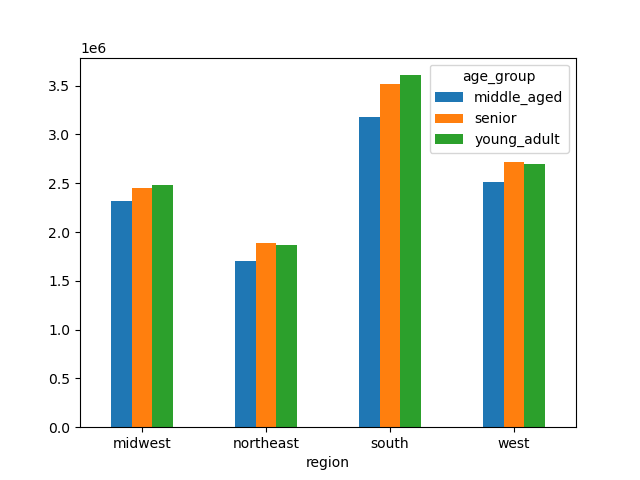 1e6
3.5
3.0
2.5
2.0
1.5
1.0
0.5
0.0
age_group
middle_aged
senior
young_adult
midwest northeast south west
region